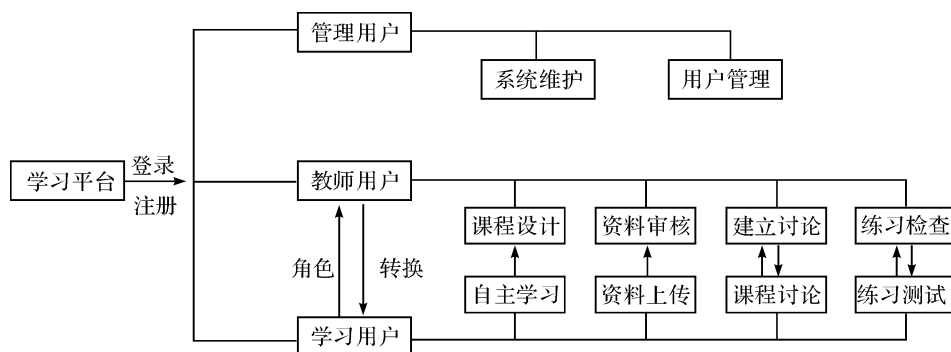 管理用户
系统维护
用户管理
学习平台
登录
注册
教师用户
课程设计
资料审核
建立讨论
练习检查
角色
转换
自主学习
资料上传
课程讨论
练习测试
学习用户